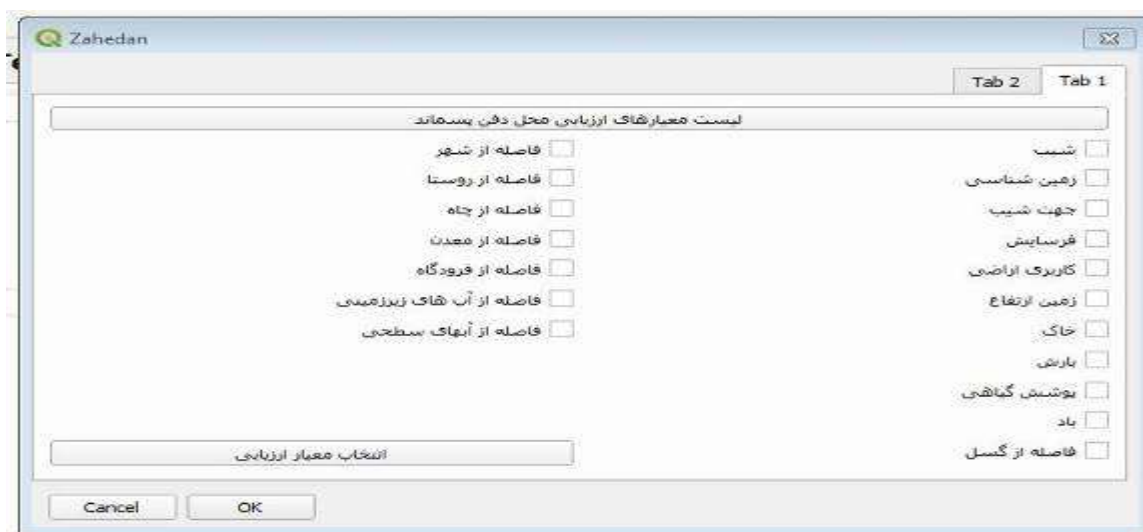 Zahedan
Tab 1
Tab 2
لیست معیارهای ارزیابی محل دفن پسماند
شیب
زمین شناسی
جهت شیب
فرسایش
کاربری اراضی
زمین ارتفاع
خاک
بارش
پوشش گیاهی
باد
فاصله از گسل
فاصله از شهر
فاصله از روستا
فاصله از چاه
فاصله از معدن
فاصله از فرودگاه
فاصله از آب های زیرزمینی
فاصله از آبهای سطحی
انتخاب معیار ارزیابی
Cancel
OK